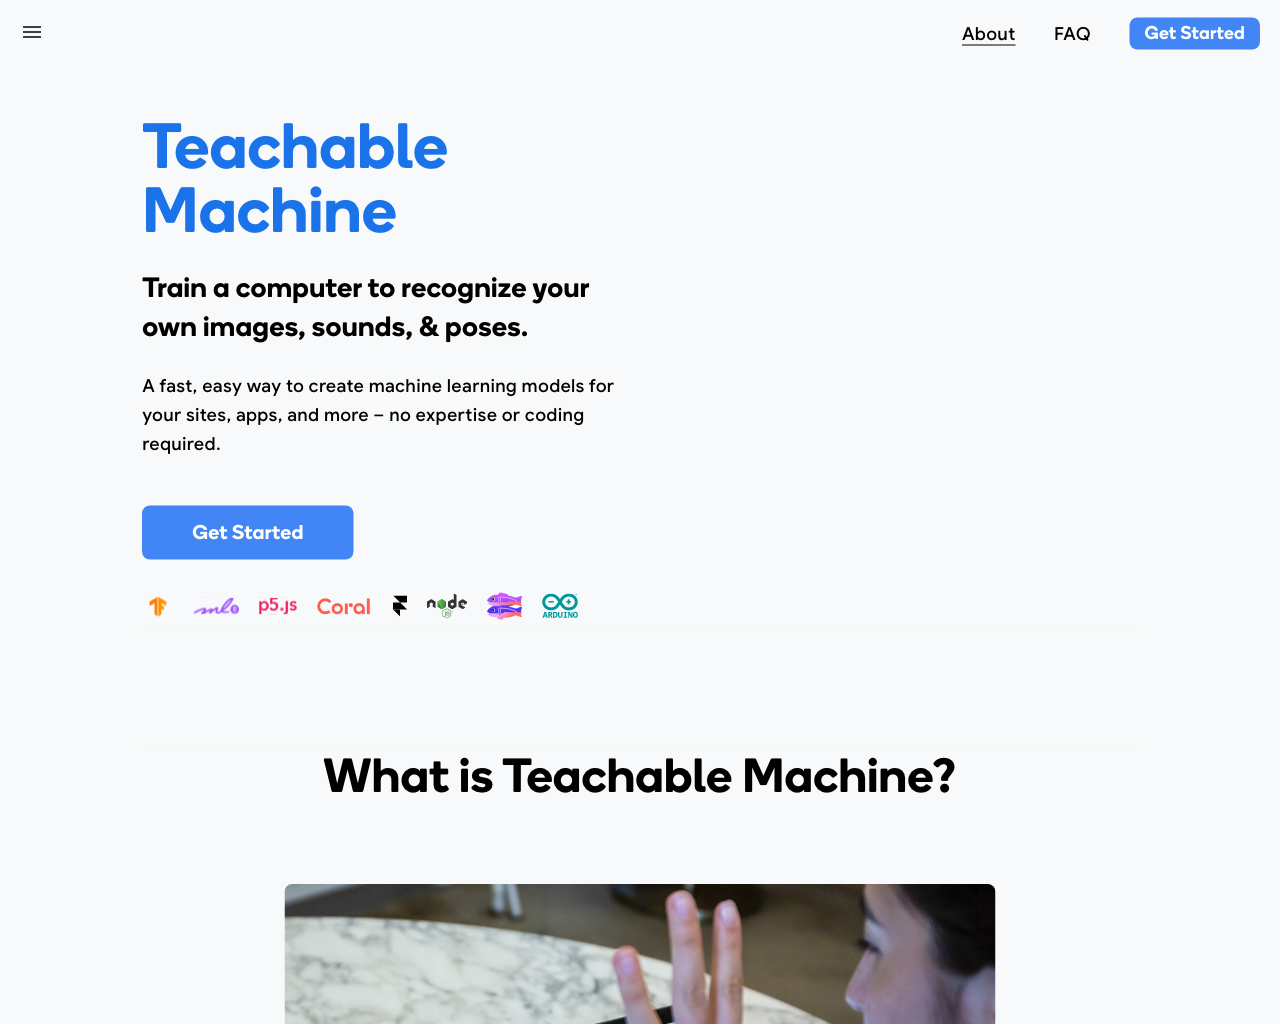 About FAQ Get Started
Teachable
Machine
Train a computer to recognize your
own images, sounds, & poses.
A fast, easy way to create machine learning models for
your sites, apps, and more – no expertise or coding
required.
Get Started
p5.js Coral node ARDUINO
What is Teachable Machine?